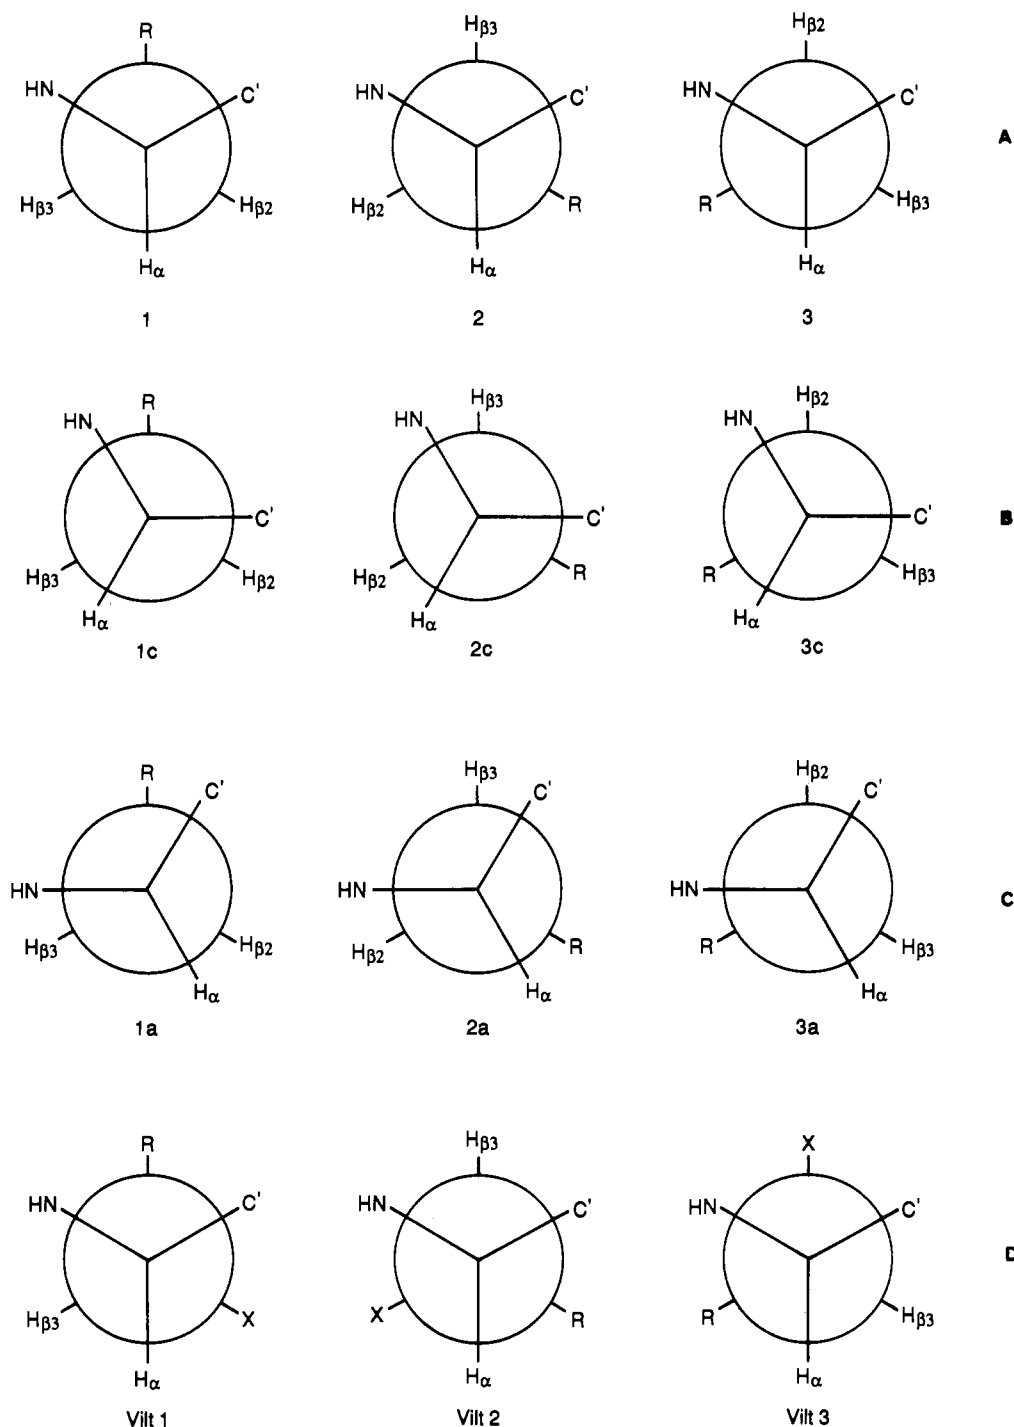 R Hβ3 Hβ2
HN C' HN C' HN C' A
Hβ3 Hβ2 Hβ2 R R Hβ3
Hα Hα Hα
1 2 3
R Hβ3 Hβ2
HN HN HN
C' C' C' B
Hβ3 Hβ2 Hβ2 R R Hβ3
Hα Hα Hα
1c 2c 3c
R C' Hβ3 C' Hβ2 C'
HN HN HN C
Hβ3 Hβ2 Hβ2 R R Hβ3
Hα Hα Hα
1a 2a 3a
R Hβ3 X
HN C' HN C' HN C'
D
Hβ3 X X R R Hβ3
Hα Hα Hα
Vilt 1 Vilt 2 Vilt 3